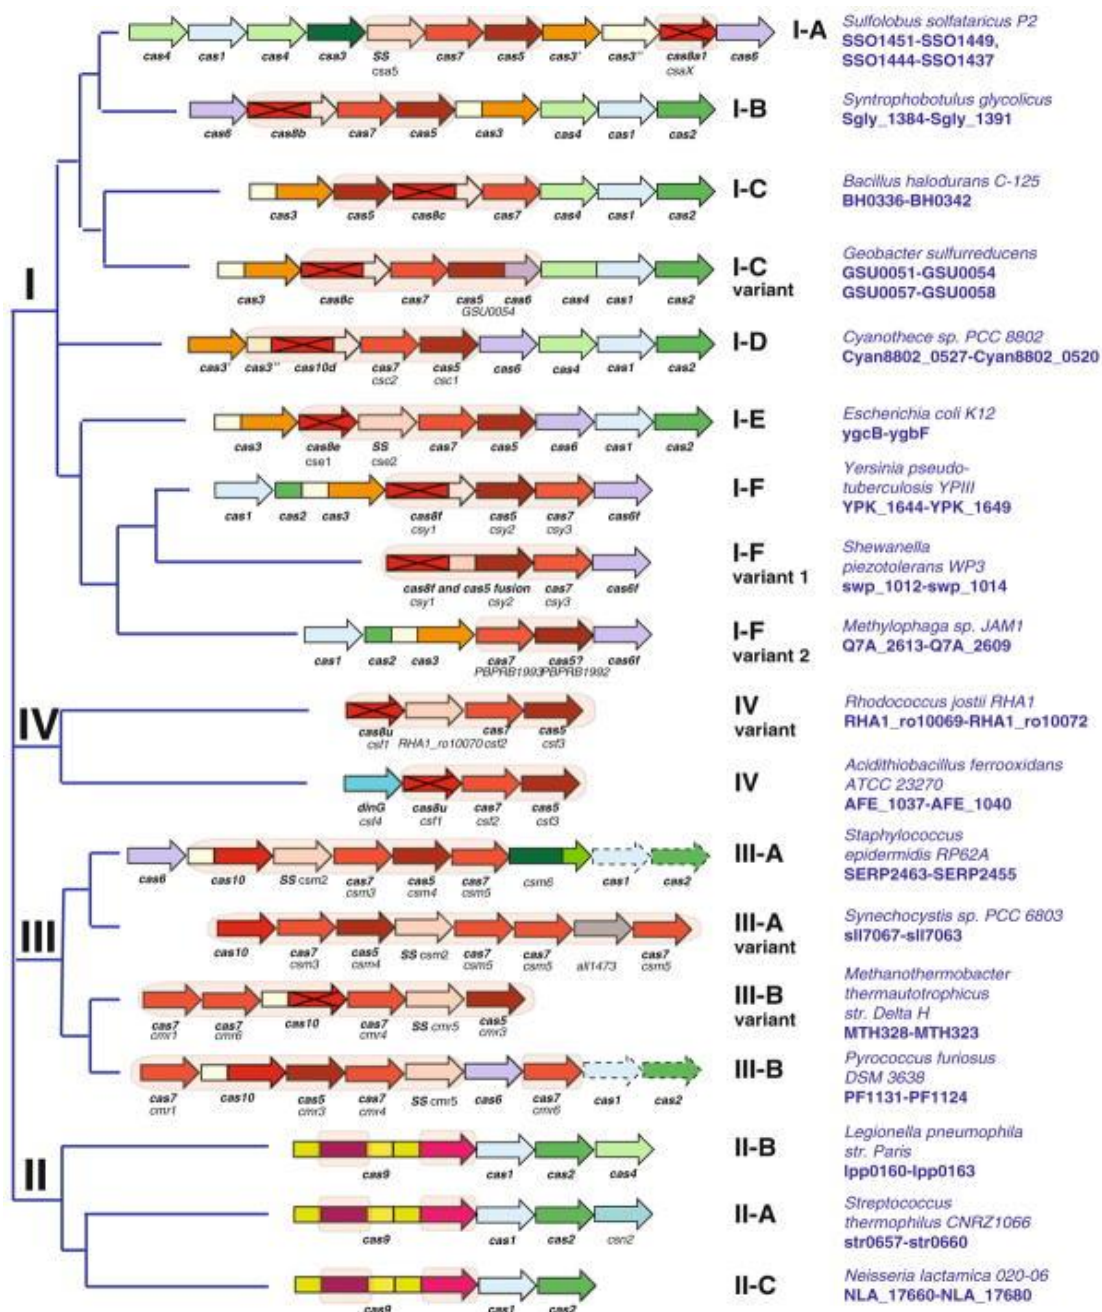 I-A
Sulfolobus solfataricus P2
SSO1451-SSO1449,
SSO1444-SSO1437
cas4 cas1 cas4 csa3 SS cas7 cas5 cas3' cas3'' cas8a1 cas6
csa5 csaX
I-B
Syntrophobotulus glycolicus
Sgly_1384-Sgly_1391
cas6 cas8b cas7 cas5 cas3 cas4 cas1 cas2
I-C
Bacillus halodurans C-125
BH0336-BH0342
cas3 cas5 cas8c cas7 cas4 cas1 cas2
I
I-C
variant
Geobacter sulfurreducens
GSU0051-GSU0054
GSU0057-GSU0058
cas3 cas8c cas7 cas5 cas6 cas4 cas1 cas2
GSU0054
I-D
Cyanothece sp. PCC 8802
Cyan8802_0527-Cyan8802_0520
cas3' cas3'' cas10d cas7 cas5 cas6 cas4 cas1 cas2
csc2 csc1
I-E
Escherichia coli K12
ygcB-ygbF
cas3 cas8e SS cas7 cas5 cas6 cas1 cas2
cse1 cse2
I-F
Yersinia pseudo-
tuberculosis YPIII
YPK_1644-YPK_1649
cas1 cas2 cas3 cas8f cas5 cas7 cas6f
csy1 csy2 csy3
I-F
variant 1
Shewanella
piezotolerans WP3
swp_1012-swp_1014
cas8f and cas5 fusion cas7 cas6f
csy1 csy2 csy3
I-F
variant 2
Methylophaga sp. JAM1
Q7A_2613-Q7A_2609
cas1 cas2 cas3 cas7 cas5? cas6f
PBPRB1993 PBPRB1992
IV
IV
variant
Rhodococcus jostii RHA1
RHA1_ro10069-RHA1_ro10072
cas8u cas7 cas5
csf1 RHA1_ro10070 csf2 csf3
IV
Acidithiobacillus ferrooxidans
ATCC 23270
AFE_1037-AFE_1040
dinG cas8u cas7 cas5
csf4 csf1 csf2 csf3
III-A
Staphylococcus
epidermidis RP62A
SERP2463-SERP2455
cas6 cas10 SS csm2 cas7 cas5 cas7 csm6 cas1 cas2
csm3 csm4 csm5
III
III-A
variant
Synechocystis sp. PCC 6803
sll7067-sll7063
cas10 cas7 cas5 SS csm2 cas7 cas7 all1473 cas7
csm3 csm4 csm5 csm5 csm5
III-B
variant
Methanothermobacter
thermautotrophicus
str. Delta H
MTH328-MTH323
cas7 cas7 cas10 cas7 SS cmr5 cas5
cmr1 cmr6 cmr4 cmr3
III-B
Pyrococcus furiosus
DSM 3638
PF1131-PF1124
cas7 cas10 cas5 cas7 SS cmr5 cas6 cas7 cas1 cas2
cmr1 cmr3 cmr4 cmr6
II
II-B
Legionella pneumophila
str. Paris
lpp0160-lpp0163
cas9 cas1 cas2 cas4
II-A
Streptococcus
thermophilus CNRZ1066
str0657-str0660
cas9 cas1 cas2 csn2
II-C
Neisseria lactamica 020-06
NLA_17660-NLA_17680
cas9 cas1 cas2